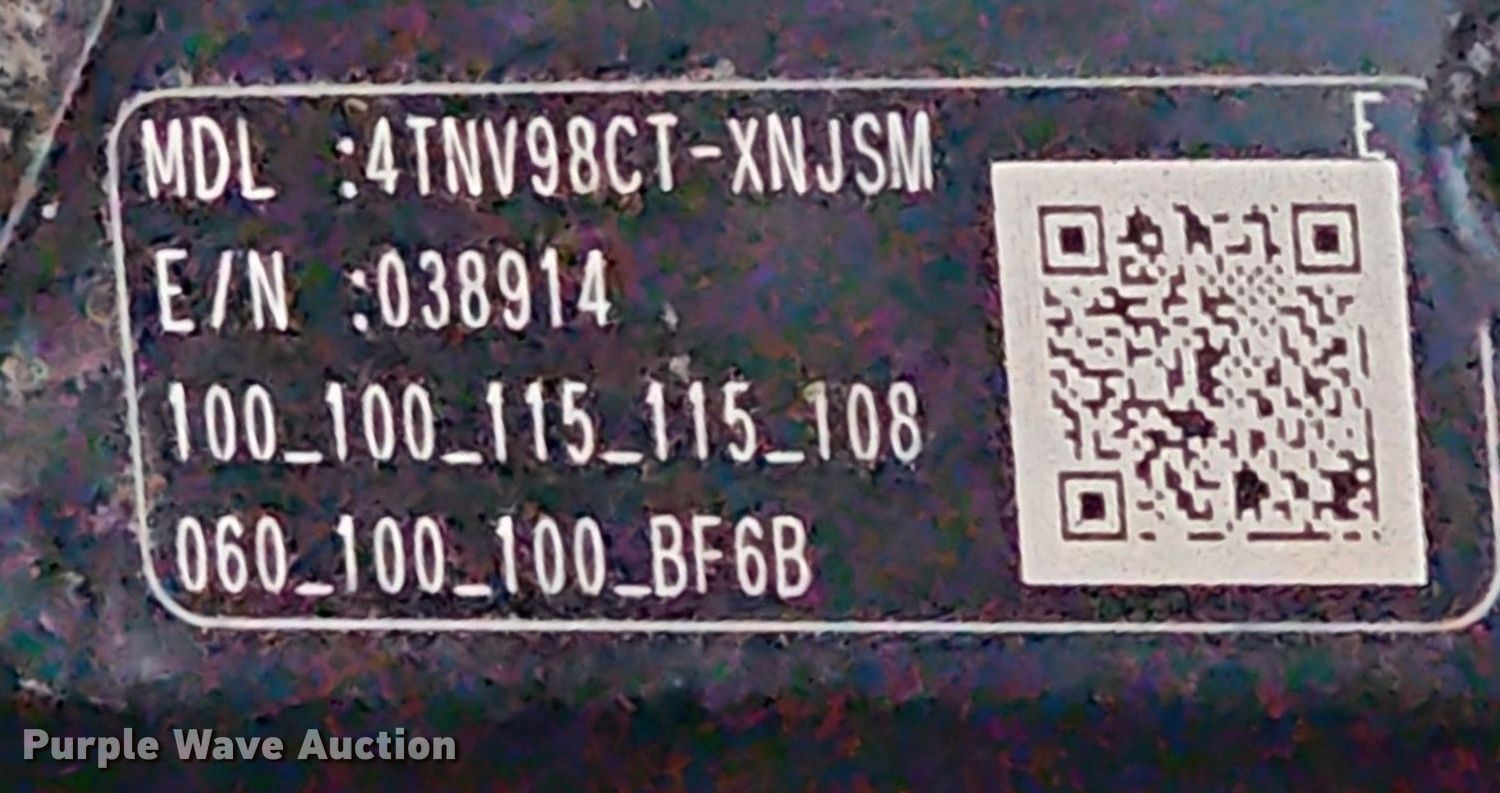 E
MDL :4TNV98CT-XNJSM
E/N :038914
100_100_115_115_108
060_100_100_BF6B
Purple Wave Auction